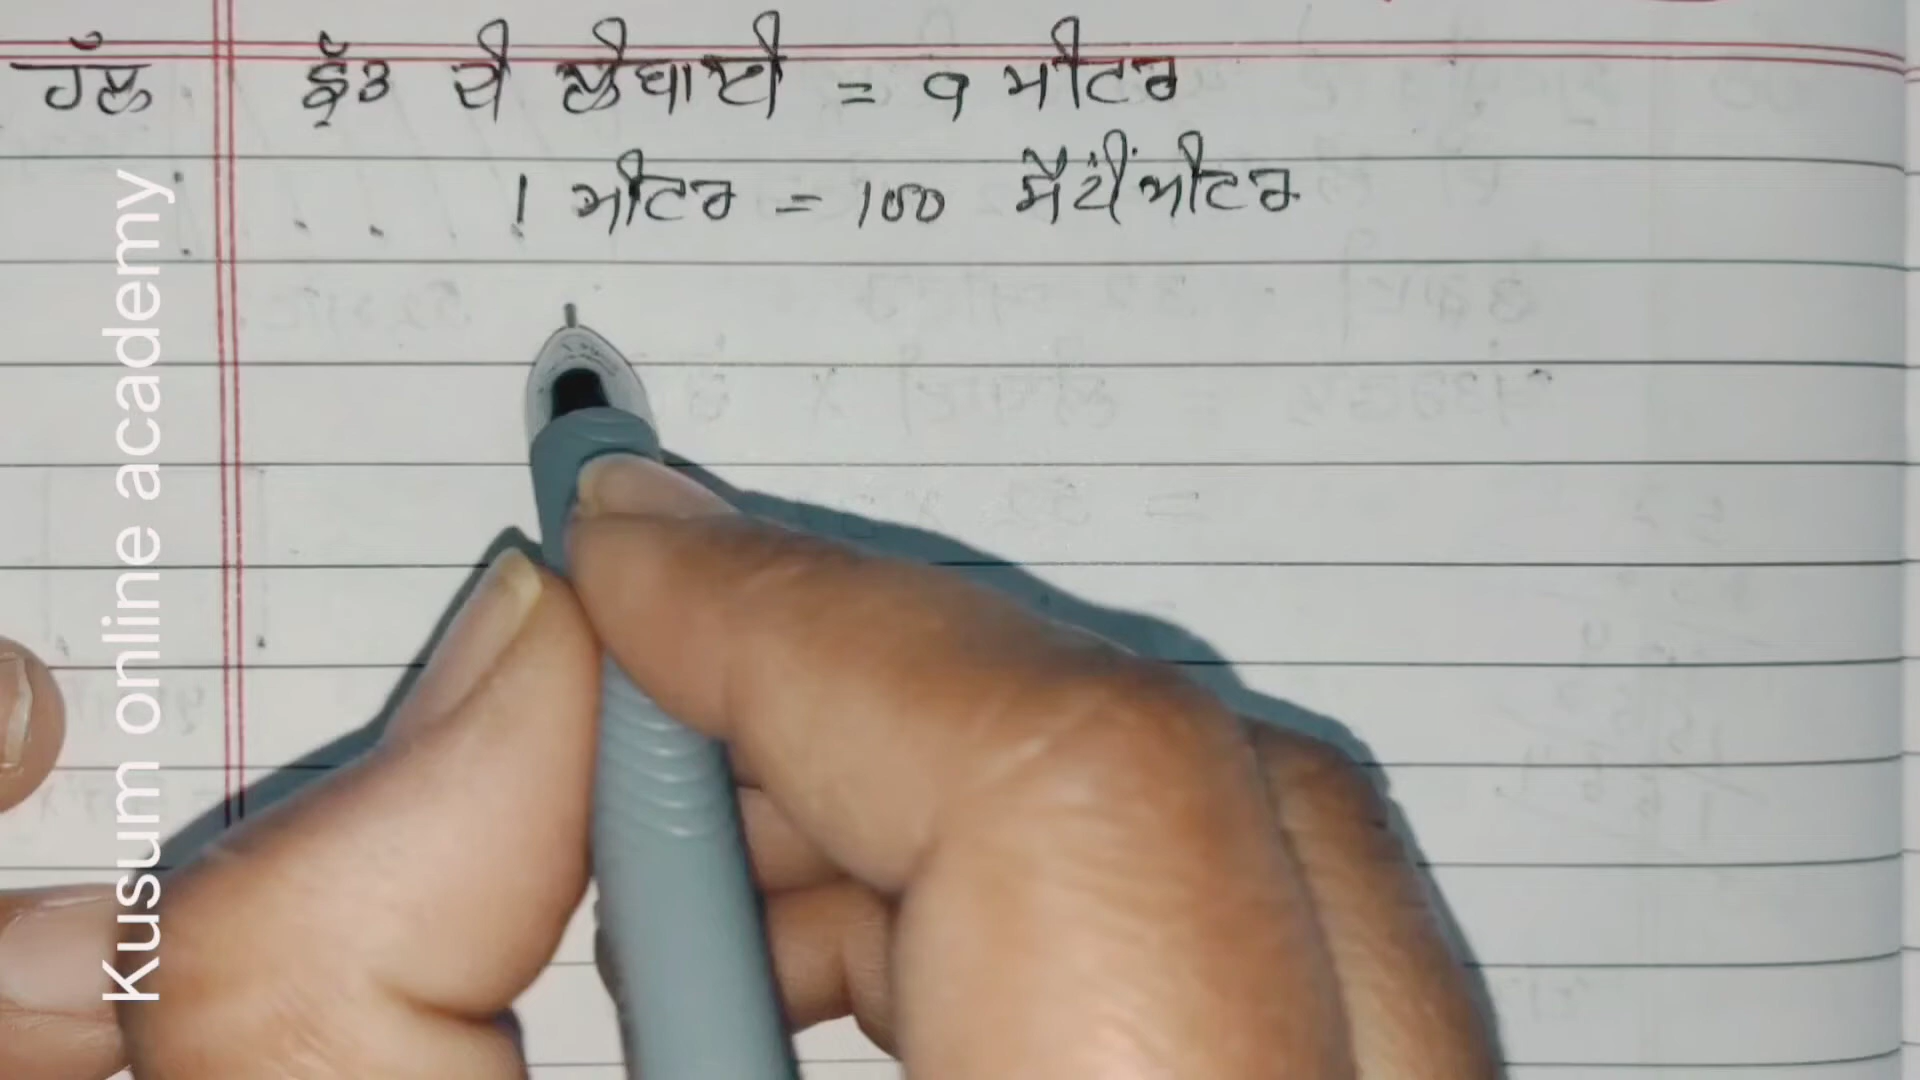 ਹੱਲ ਛੱਤ ਦੀ ਲੰਬਾਈ = 9 ਮੀਟਰ
1 ਮੀਟਰ = 100 ਸੈਂਟੀਮੀਟਰ
Kusum online academy